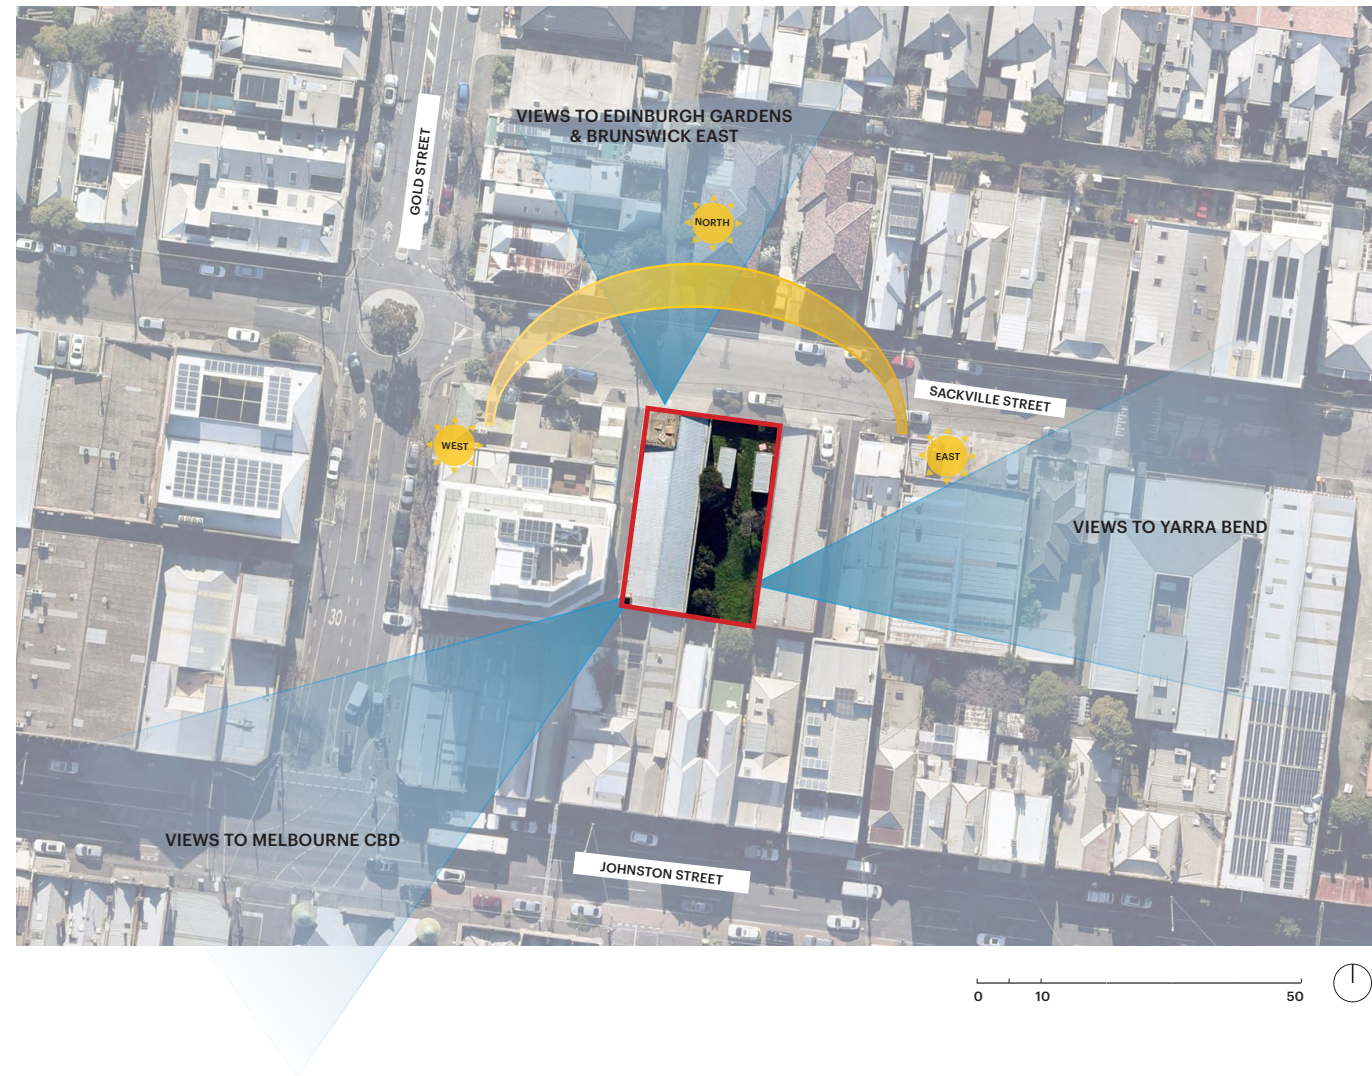 VIEWS TO EDINBURGH GARDENS
& BRUNSWICK EAST
GOLD STREET
NORTH
SACKVILLE STREET
WEST
EAST
VIEWS TO YARRA BEND
30
VIEWS TO MELBOURNE CBD
JOHNSTON STREET
0 10 50